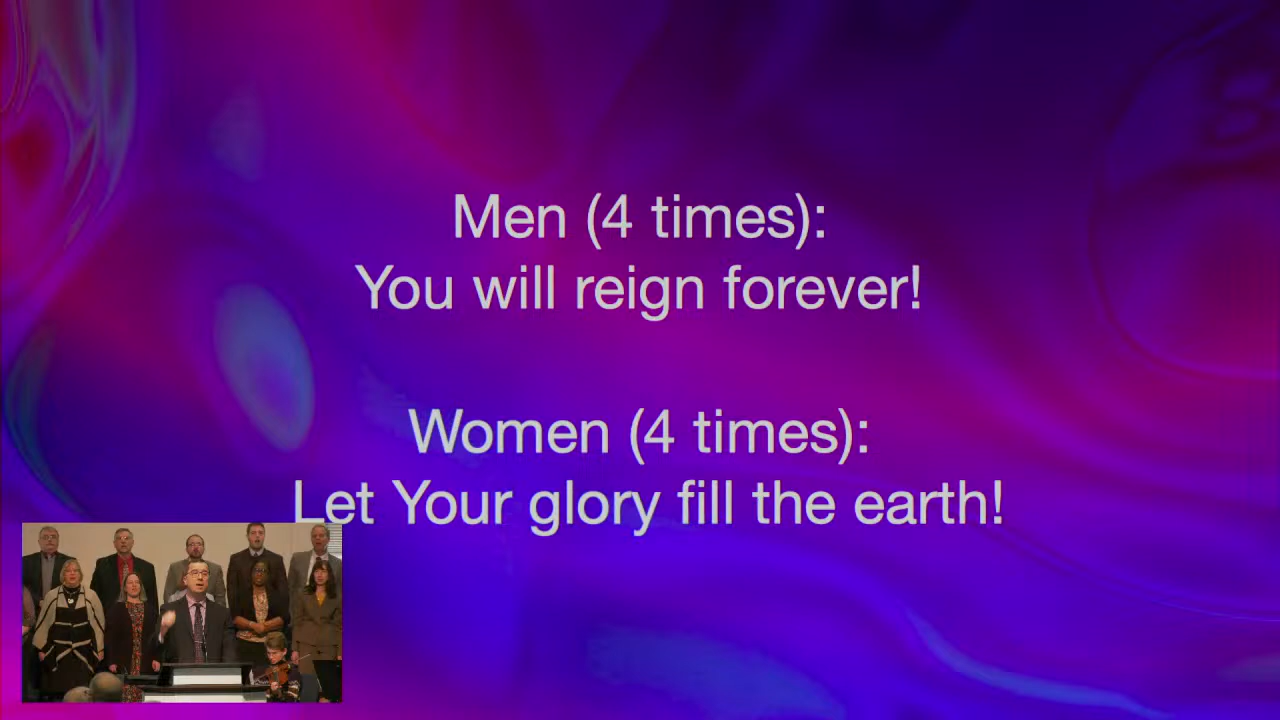 Men (4 times):
You will reign forever!
Women (4 times):
Let Your glory fill the earth!